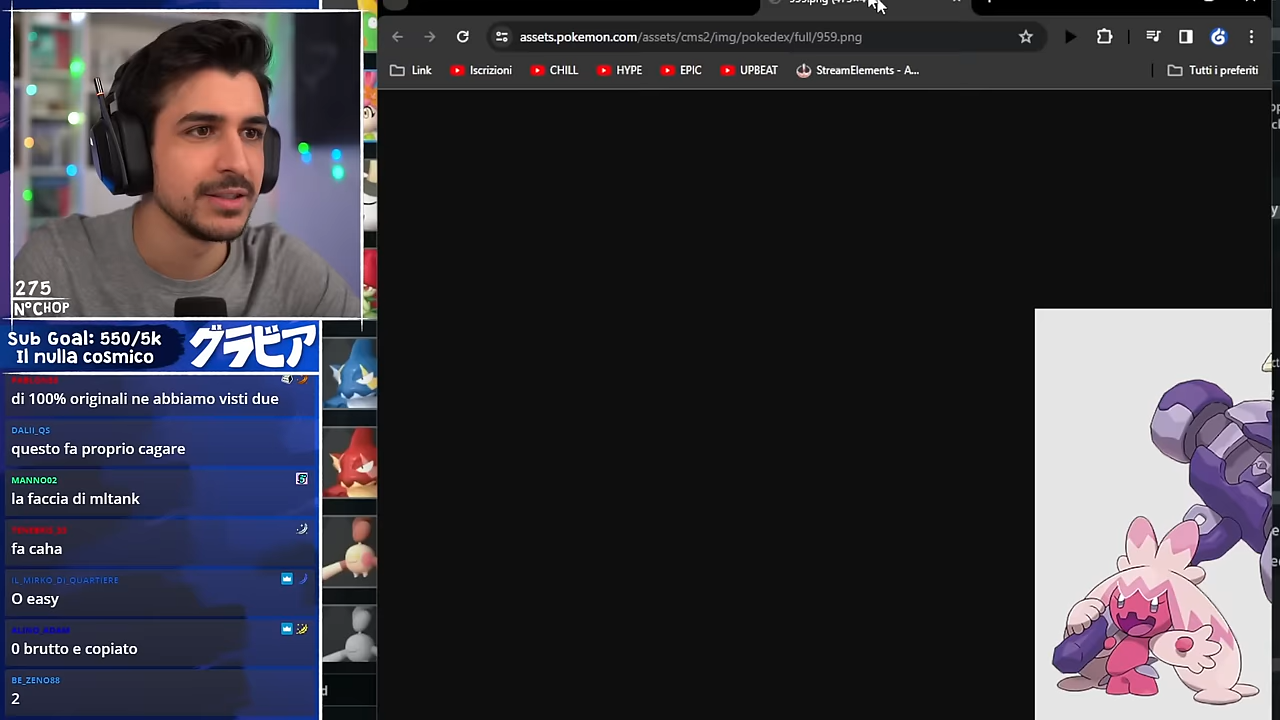 959.png
assets.pokemon.com/assets/cms2/img/pokedex/full/959.png
Link
Iscrizioni
CHILL
HYPE
EPIC
UPBEAT
StreamElements - A...
Tutti i preferiti
275
N°CHOP
Sub Goal: 550/5k
Il nulla cosmico
グラビア
di 100% originali ne abbiamo visti due
DALII_QS
questo fa proprio cagare
MANNO02
la faccia di mltank
fa caha
IL_MIRKO_DI_QUARTIERE
O easy
0 brutto e copiato
BE_ZENO88
2